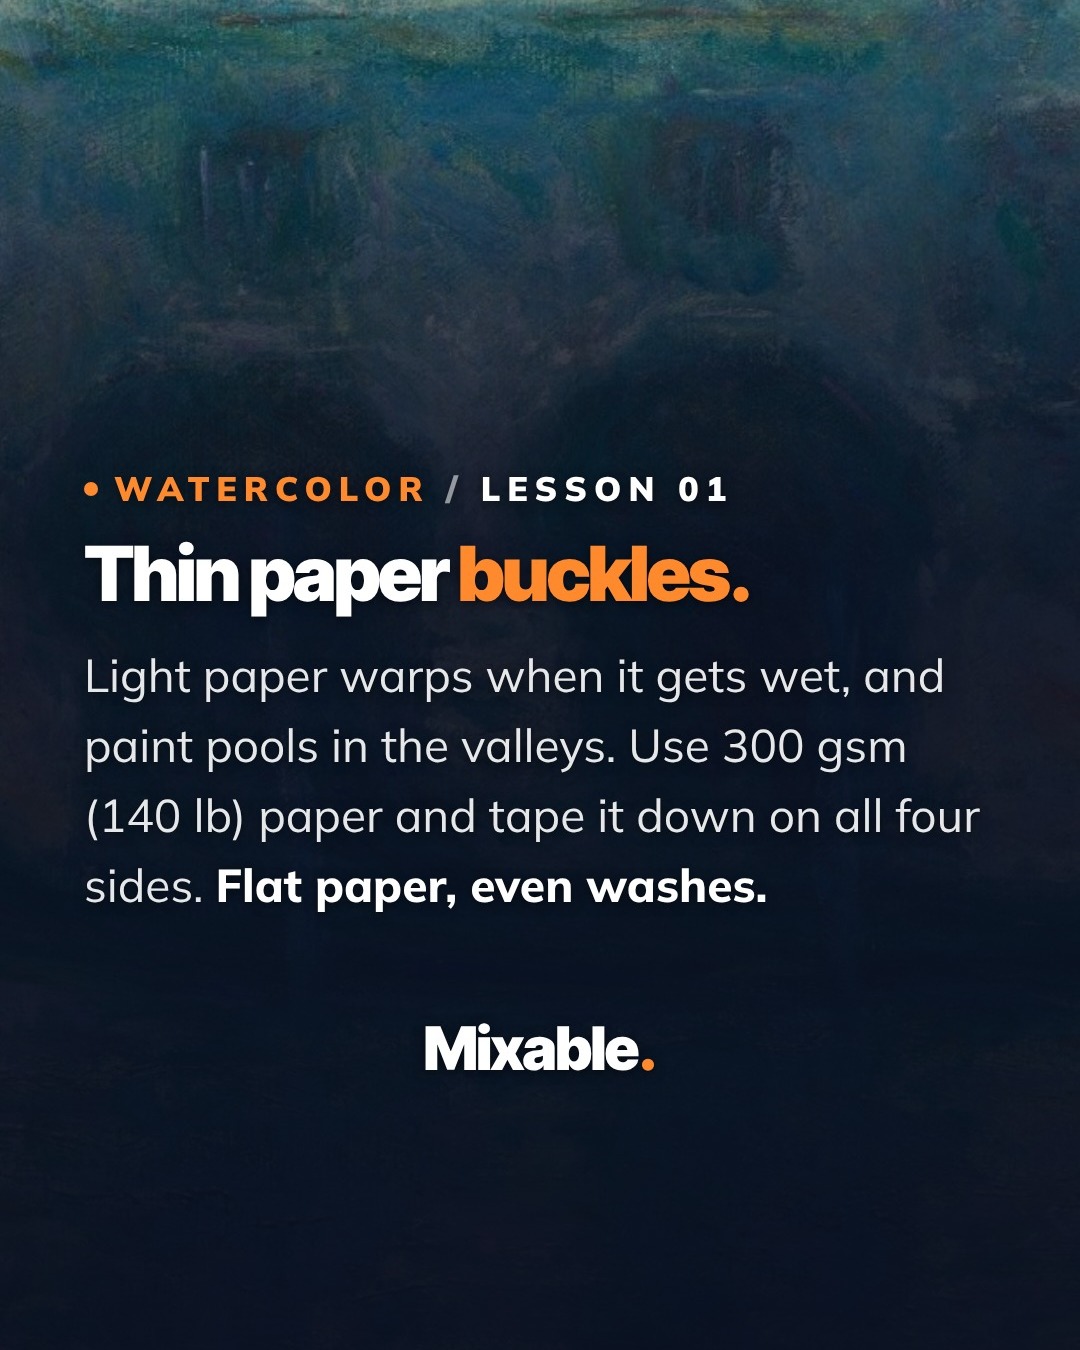 • WATERCOLOR / LESSON 01
Thin paper buckles.
Light paper warps when it gets wet, and
paint pools in the valleys. Use 300 gsm
(140 lb) paper and tape it down on all four
sides. Flat paper, even washes.
Mixable.